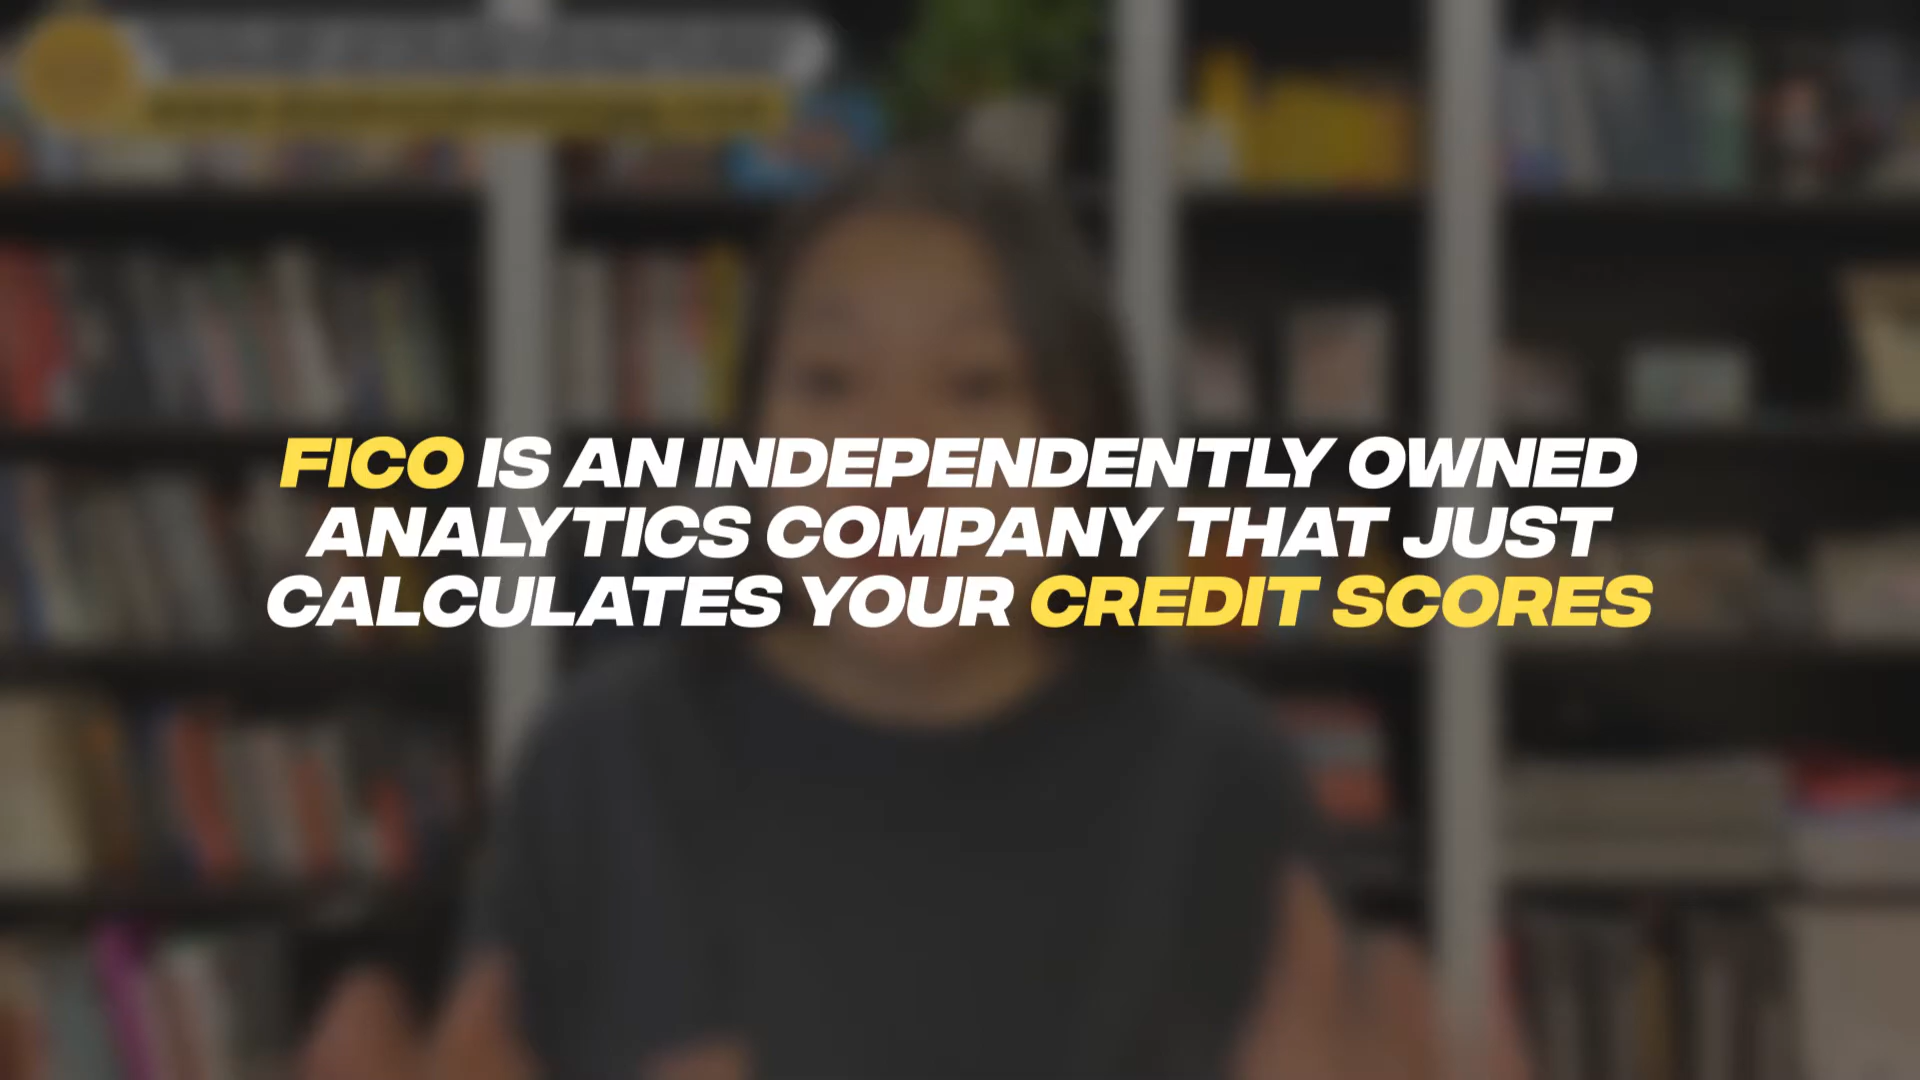 FICO IS AN INDEPENDENTLY OWNED
ANALYTICS COMPANY THAT JUST
CALCULATES YOUR CREDIT SCORES